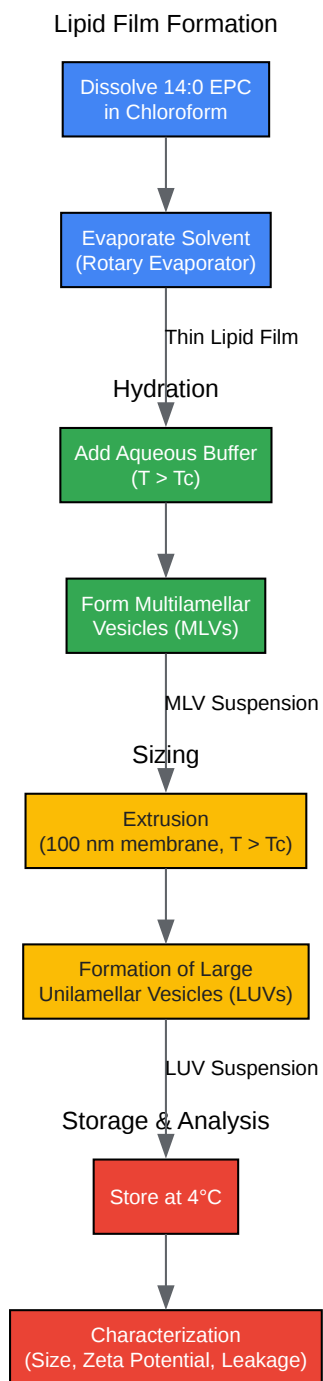 Lipid Film Formation
Dissolve 14:0 EPC
in Chloroform
Evaporate Solvent
(Rotary Evaporator)
Thin Lipid Film
Hydration
Add Aqueous Buffer
(T > Tc)
Form Multilamellar
Vesicles (MLVs)
MLV Suspension
Sizing
Extrusion
(100 nm membrane, T > Tc)
Formation of Large
Unilamellar Vesicles (LUVs)
LUV Suspension
Storage & Analysis
Store at 4°C
Characterization
(Size, Zeta Potential, Leakage)